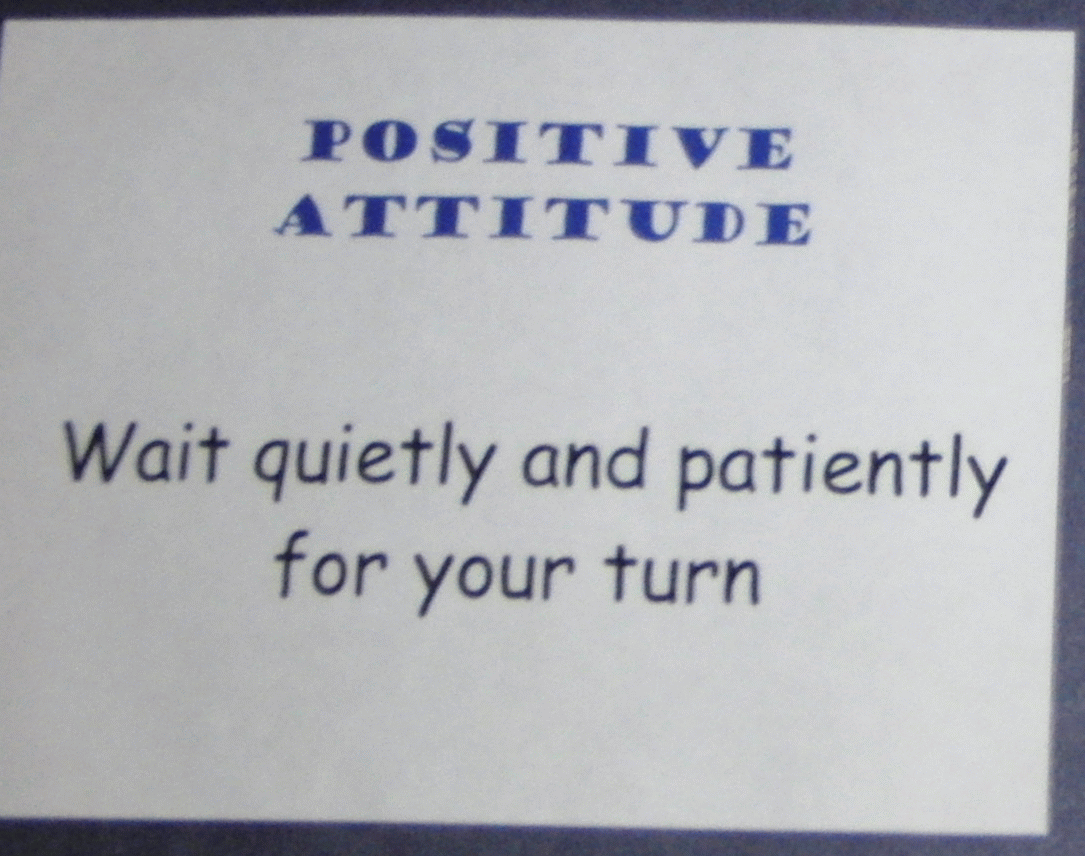 POSITIVE
ATTITUDE
Wait quietly and patiently
for your turn